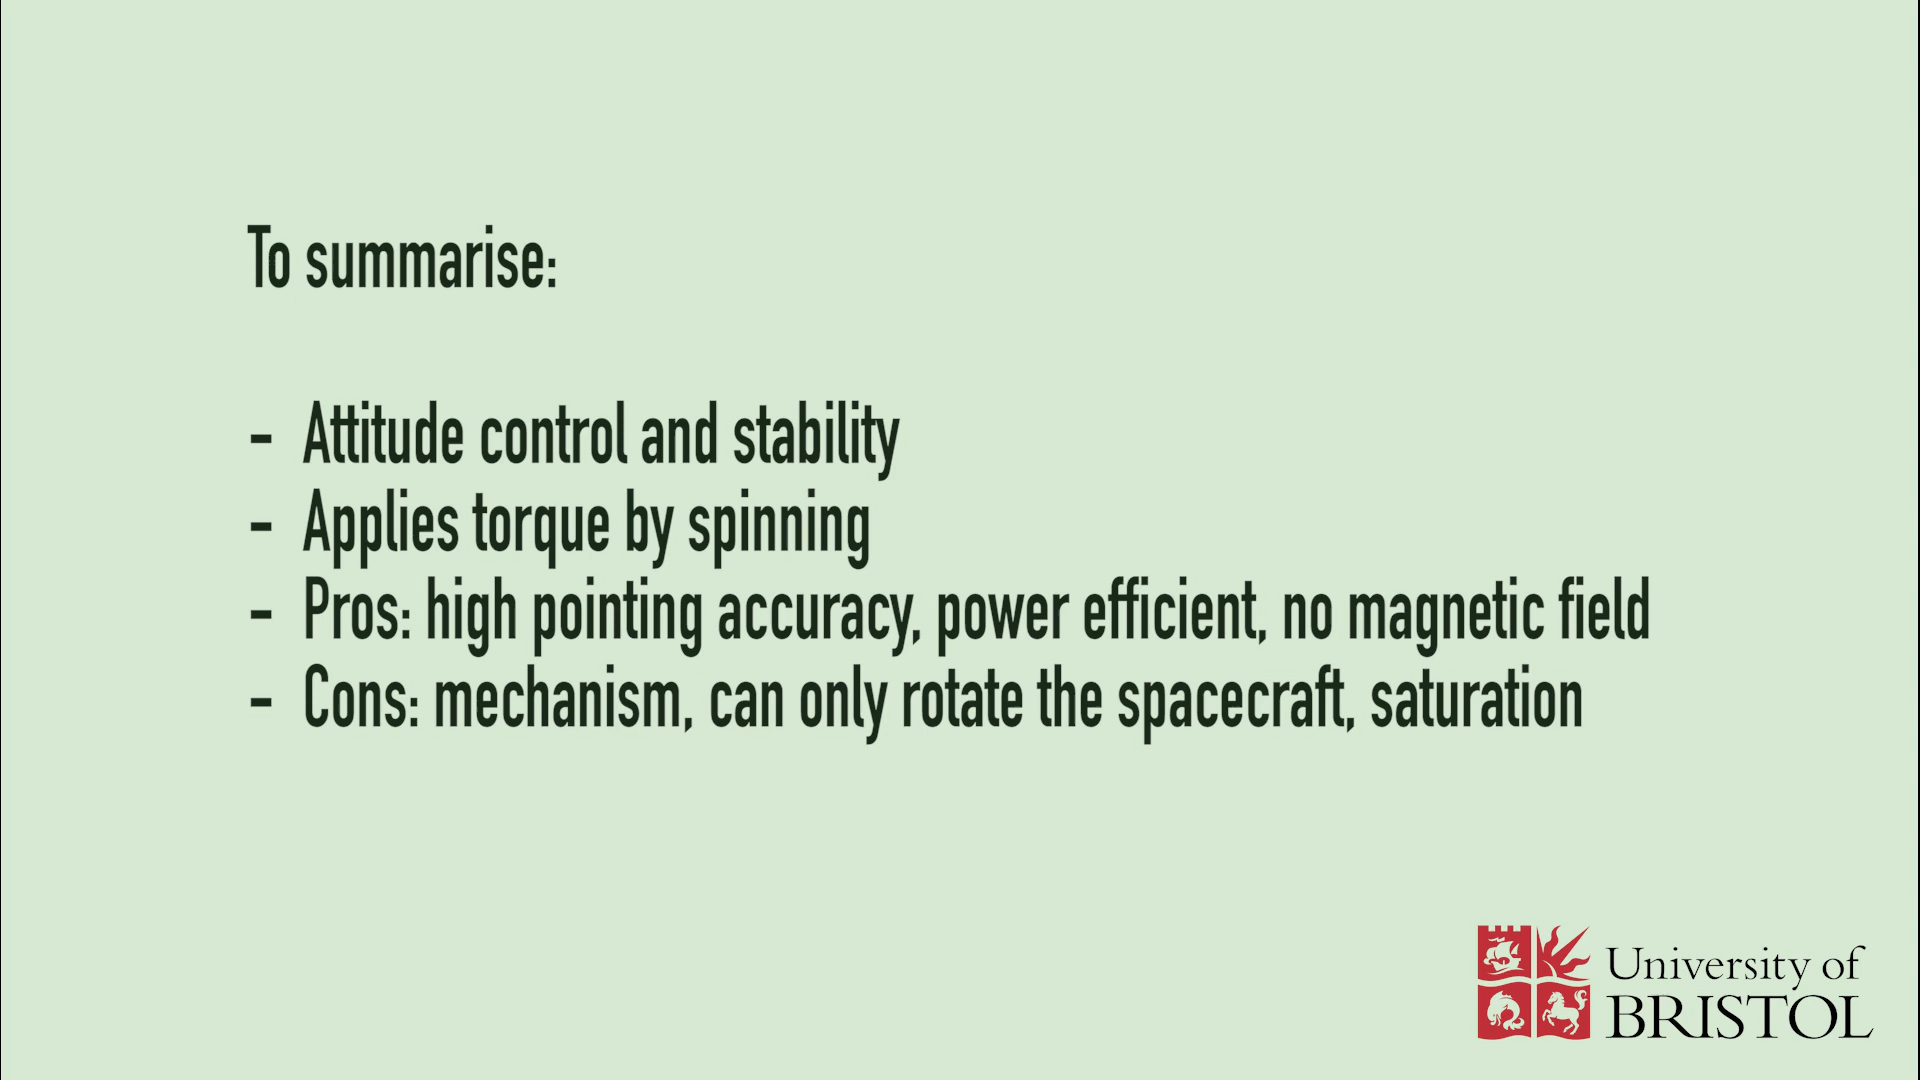 To summarise:
- Attitude control and stability
- Applies torque by spinning
- Pros: high pointing accuracy, power efficient, no magnetic field
- Cons: mechanism, can only rotate the spacecraft, saturation
University of
BRISTOL